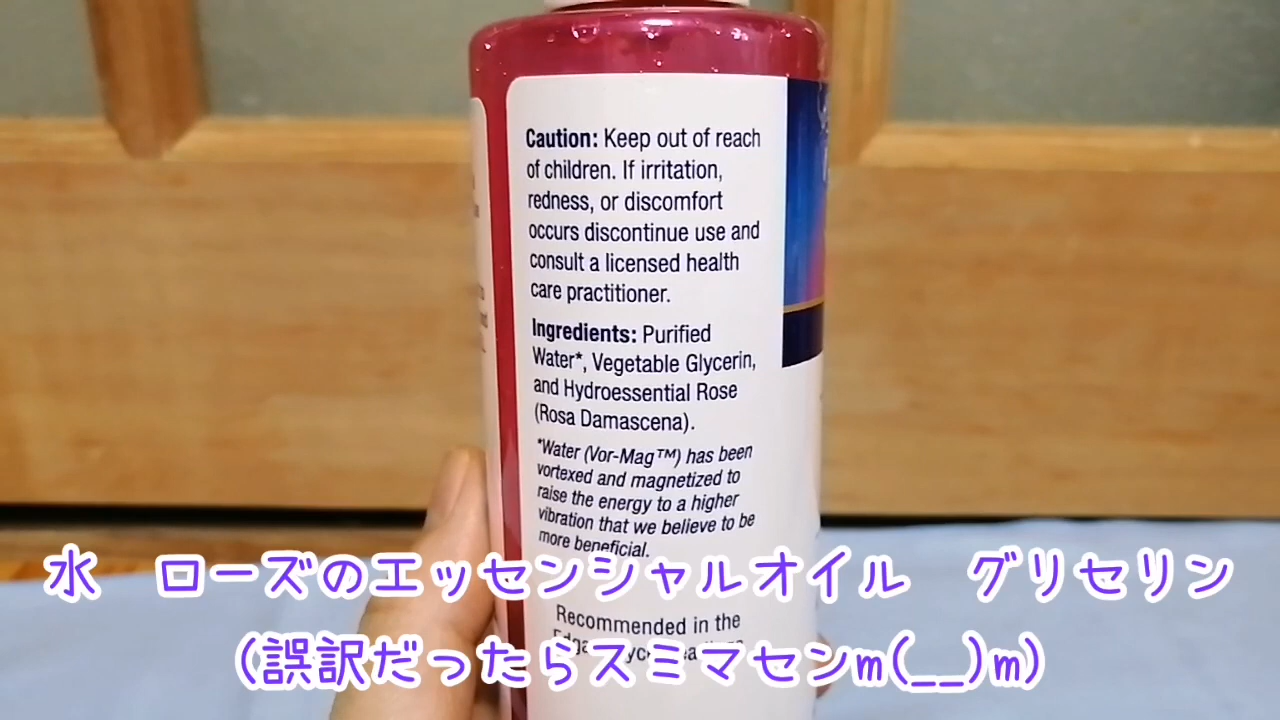 Caution: Keep out of reach
of children. If irritation,
redness, or discomfort
occurs discontinue use and
consult a licensed health
care practitioner.
Ingredients: Purified
Water*, Vegetable Glycerin,
and Hydroessential Rose
(Rosa Damascena).
*Water (Vor-Mag™) has been
vortexed and magnetized to
raise the energy to a higher
vibration that we believe to be
more beneficial.
Recommended in the
水 ローズのエッセンシャルオイル グリセリン
(誤訳だったらスミマセンm(__)m)